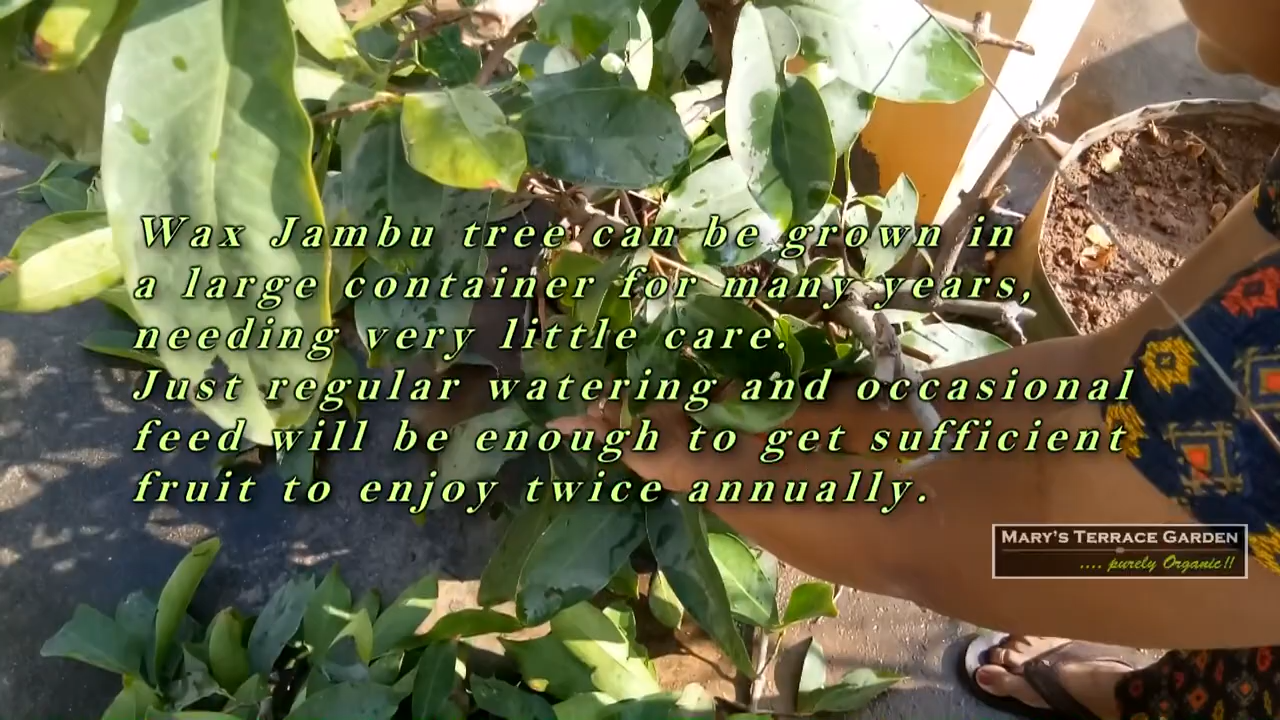 Wax Jambu tree can be grown in
a large container for many years,
needing very little care.
Just regular watering and occasional
feed will be enough to get sufficient
fruit to enjoy twice annually.
MARY'S TERRACE GARDEN
.... purely Organic!!